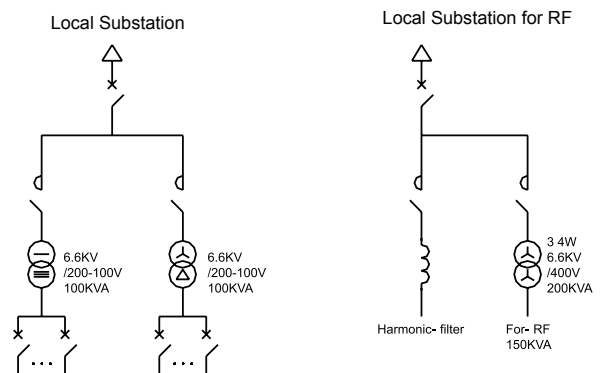 Local Substation
Local Substation for RF
6.6KV
/200-100V
100KVA
6.6KV
/200-100V
100KVA
3 4W
6.6KV
/400V
200KVA
Harmonic- filter
For- RF
150KVA